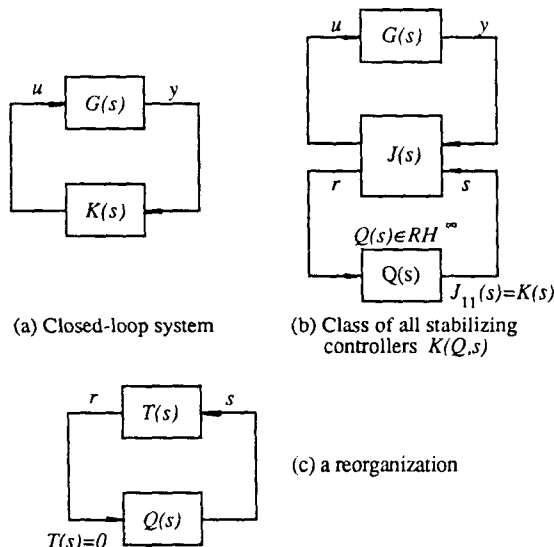 u
G(s)
y
K(s)
(a) Closed-loop system
u
G(s)
y
J(s)
r
s
Q(s)∈RH ∞
Q(s)
J11(s)=K(s)
(b) Class of all stabilizing
controllers K(Q,s)
r
T(s)
s
(c) a reorganization
Q(s)
T(s)=0